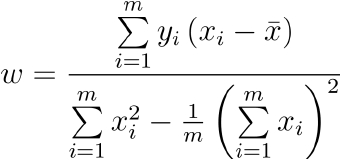 w = \frac{\sum_{i=1}^{m} y_i (x_i - \bar{x})}{\sum_{i=1}^{m} x_i^2 - \frac{1}{m} \left( \sum_{i=1}^{m} x_i \right)^2}